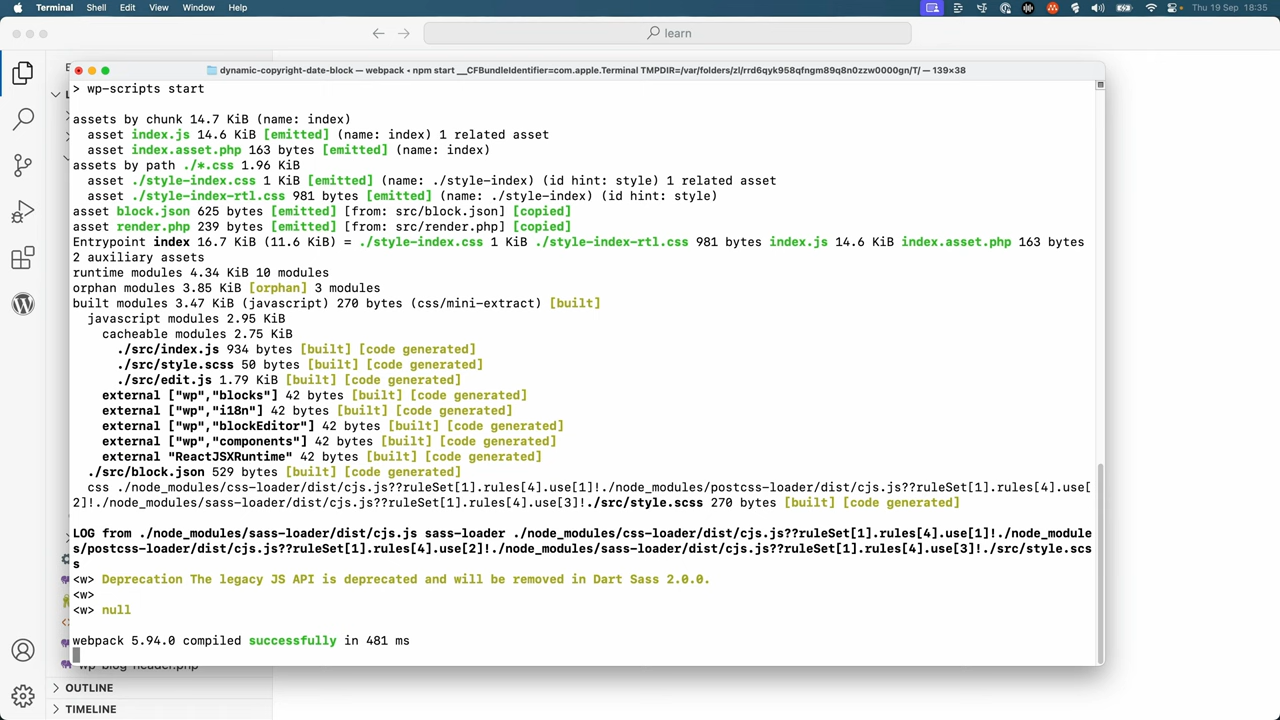 Terminal Shell Edit View Window Help Thu 19 Sep 18:35
learn
dynamic-copyright-date-block — webpack ◂ npm start __CFBundleIdentifier=com.apple.Terminal TMPDIR=/var/folders/zl/rrd6qyk958qfngm89q8n0zzw0000gn/T/ — 139×38
> wp-scripts start
assets by chunk 14.7 KiB (name: index)
asset index.js 14.6 KiB [emitted] (name: index) 1 related asset
asset index.asset.php 163 bytes [emitted] (name: index)
assets by path ./*.css 1.96 KiB
asset ./style-index.css 1 KiB [emitted] (name: ./style-index) (id hint: style) 1 related asset
asset ./style-index-rtl.css 981 bytes [emitted] (name: ./style-index) (id hint: style)
asset block.json 625 bytes [emitted] [from: src/block.json] [copied]
asset render.php 239 bytes [emitted] [from: src/render.php] [copied]
Entrypoint index 16.7 KiB (11.6 KiB) = ./style-index.css 1 KiB ./style-index-rtl.css 981 bytes index.js 14.6 KiB index.asset.php 163 bytes
2 auxiliary assets
runtime modules 4.34 KiB 10 modules
orphan modules 3.85 KiB [orphan] 3 modules
built modules 3.47 KiB (javascript) 270 bytes (css/mini-extract) [built]
javascript modules 2.95 KiB
cacheable modules 2.75 KiB
./src/index.js 934 bytes [built] [code generated]
./src/style.scss 50 bytes [built] [code generated]
./src/edit.js 1.79 KiB [built] [code generated]
external ["wp","blocks"] 42 bytes [built] [code generated]
external ["wp","i18n"] 42 bytes [built] [code generated]
external ["wp","blockEditor"] 42 bytes [built] [code generated]
external ["wp","components"] 42 bytes [built] [code generated]
external "ReactJSXRuntime" 42 bytes [built] [code generated]
./src/block.json 529 bytes [built] [code generated]
css ./node_modules/css-loader/dist/cjs.js??ruleSet[1].rules[4].use[1]!./node_modules/postcss-loader/dist/cjs.js??ruleSet[1].rules[4].use[
2]!./node_modules/sass-loader/dist/cjs.js??ruleSet[1].rules[4].use[3]!./src/style.scss 270 bytes [built] [code generated]
LOG from ./node_modules/sass-loader/dist/cjs.js sass-loader ./node_modules/css-loader/dist/cjs.js??ruleSet[1].rules[4].use[1]!./node_module
s/postcss-loader/dist/cjs.js??ruleSet[1].rules[4].use[2]!./node_modules/sass-loader/dist/cjs.js??ruleSet[1].rules[4].use[3]!./src/style.scs
s
<w> Deprecation The legacy JS API is deprecated and will be removed in Dart Sass 2.0.0.
<w>
<w> null
webpack 5.94.0 compiled successfully in 481 ms
wp-blog-header.php
OUTLINE
TIMELINE